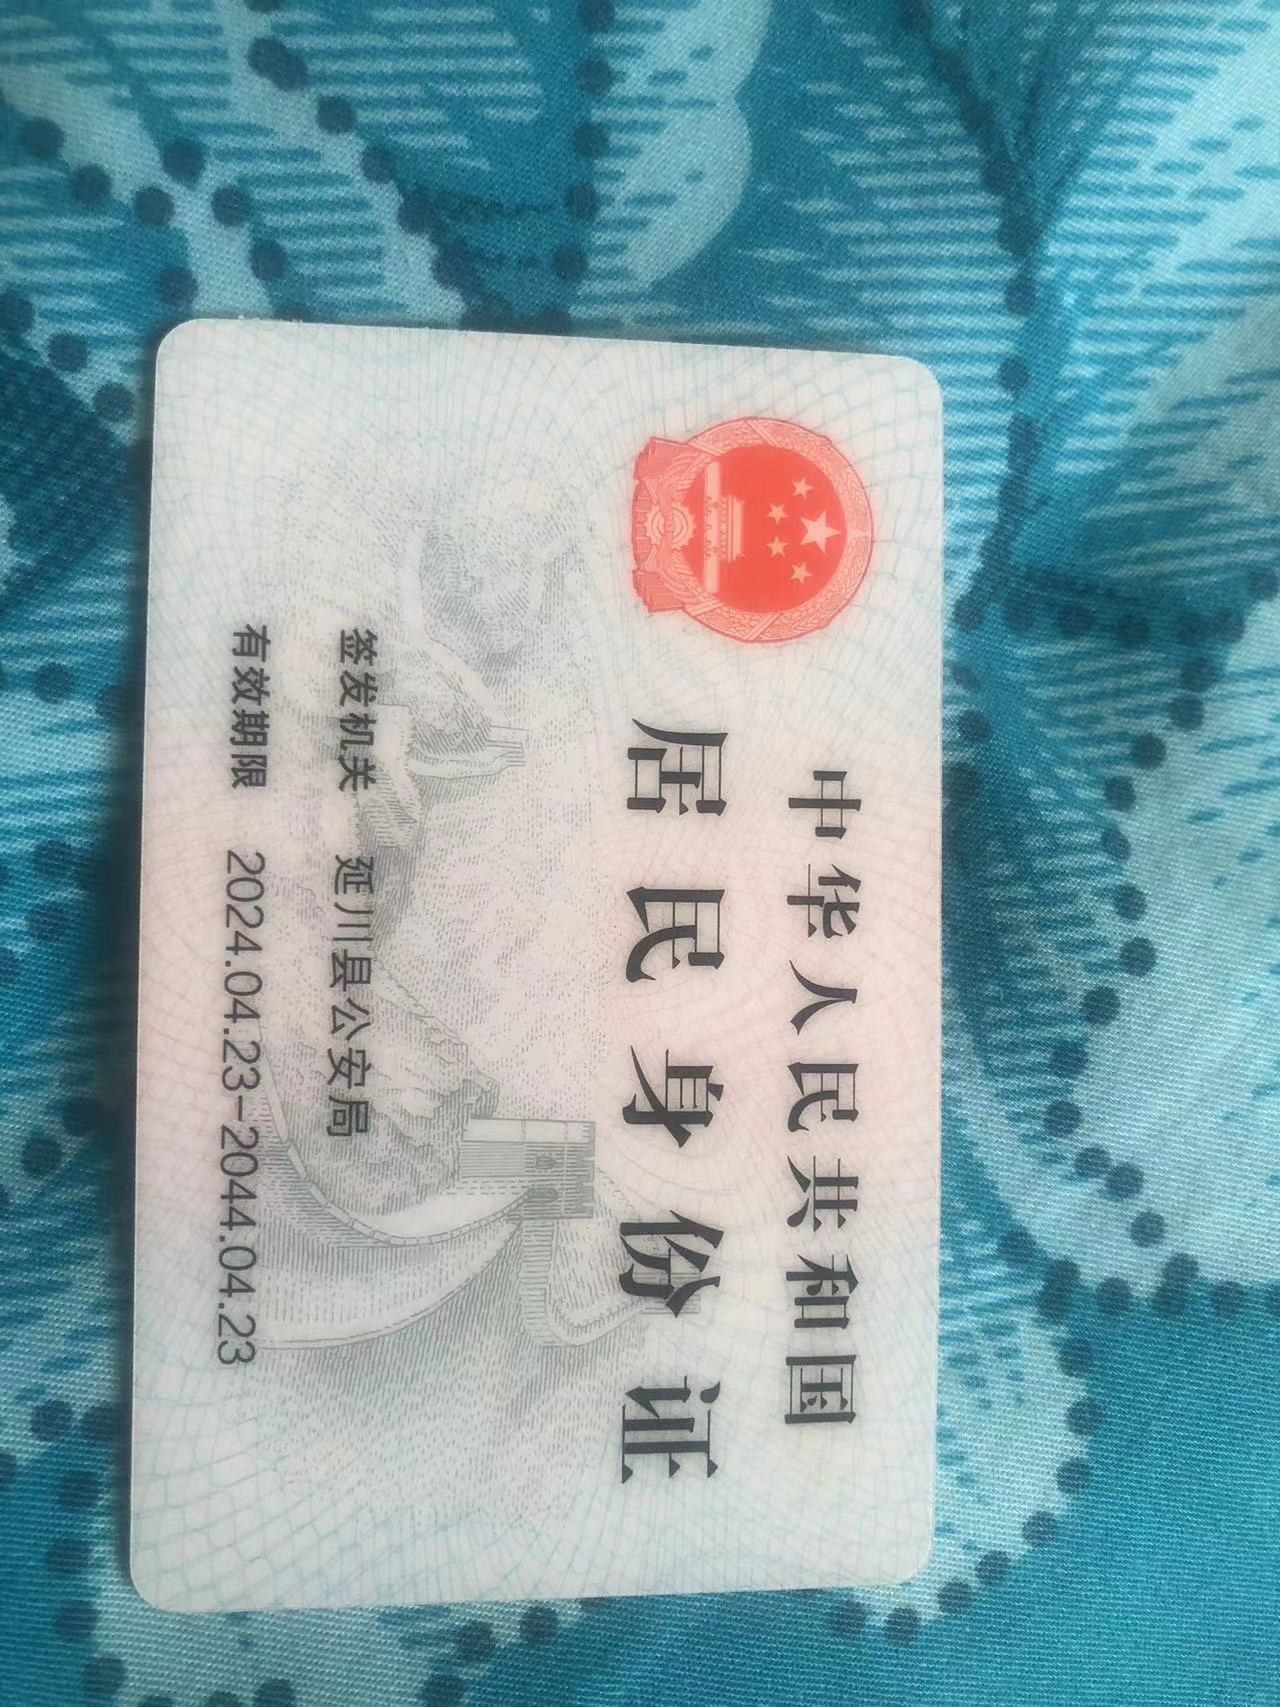 中华人民共和国
居民身份证
签发机关 延川县公安局
有效期限 2024.04.23-2044.04.23